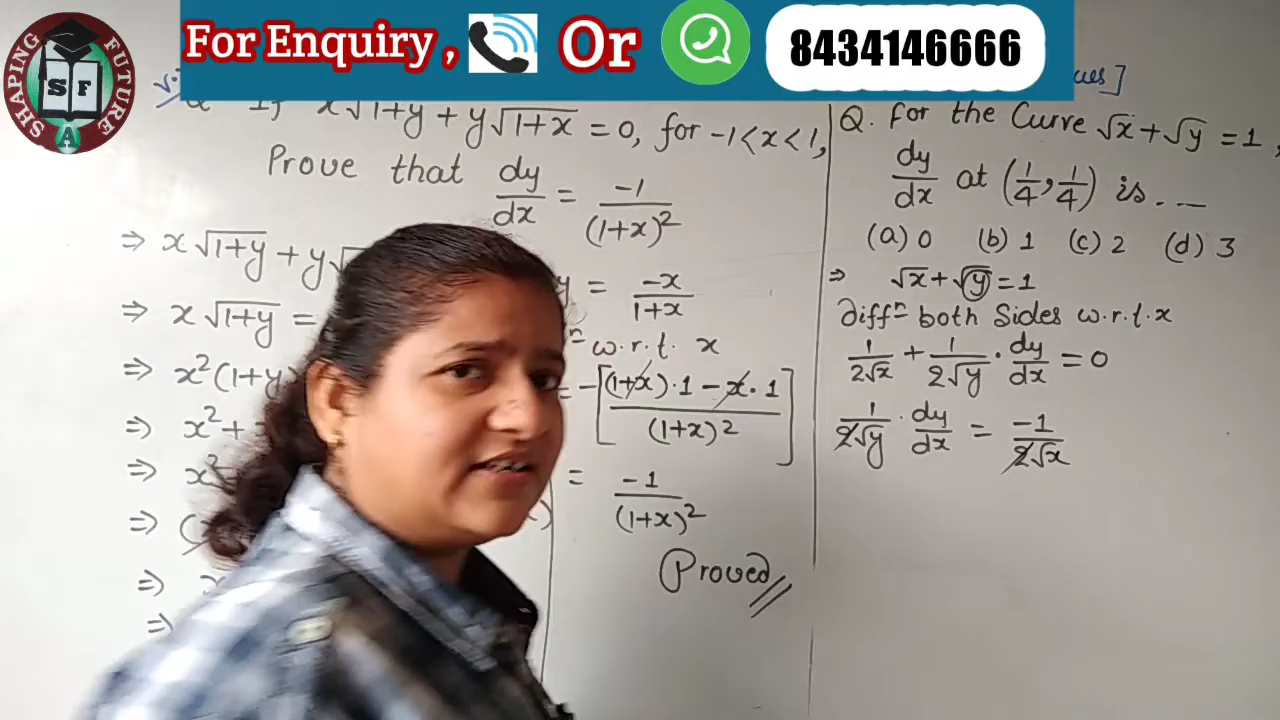 For Enquiry, Or 8434146666
SHAPING FUTURE
S F
A
x√1+y + y√1+x = 0, for -1<x<1,
Prove that dy/dx = -1/(1+x)²
⇒ x√1+y + y√
⇒ x√1+y =
⇒ x²(1+y
⇒ x²+
⇒ x²
⇒
⇒
⇒
y = -x/(1+x)
w.r.t. x
= -[((1+x)·1 - x·1)/(1+x)²]
= -1/(1+x)²
Proved
Q. For the Curve √x+√y = 1,
dy/dx at (1/4, 1/4) is...
(a) 0 (b) 1 (c) 2 (d) 3
⇒ √x+√y = 1
Diffⁿ both Sides w.r.t. x
1/2√x + 1/2√y · dy/dx = 0
1/2√y · dy/dx = -1/2√x